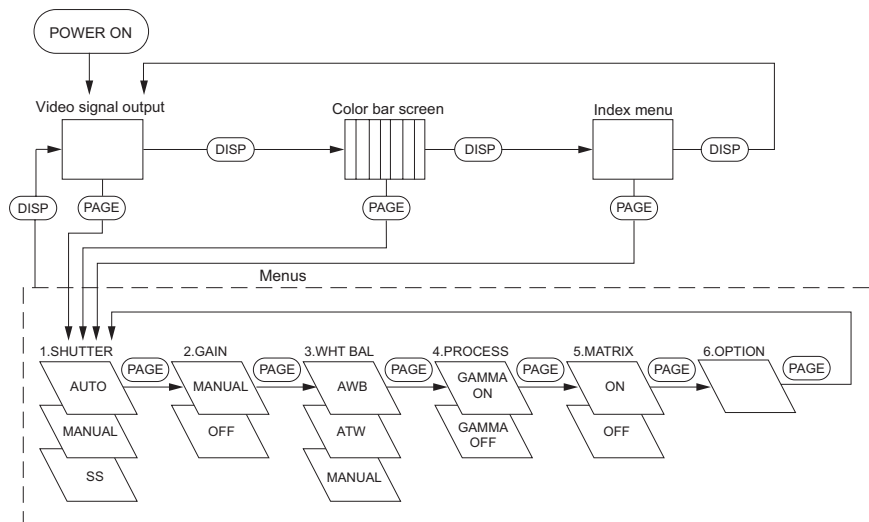 POWER ON
Video signal output
Color bar screen
Index menu
DISP
DISP
DISP
DISP
PAGE
PAGE
PAGE
Menus
1.SHUTTER
2.GAIN
3.WHT BAL
4.PROCESS
5.MATRIX
6.OPTION
PAGE
PAGE
PAGE
PAGE
PAGE
PAGE
AUTO
MANUAL
AWB
GAMMA
ON
ON
MANUAL
OFF
ATW
GAMMA
OFF
OFF
SS
MANUAL